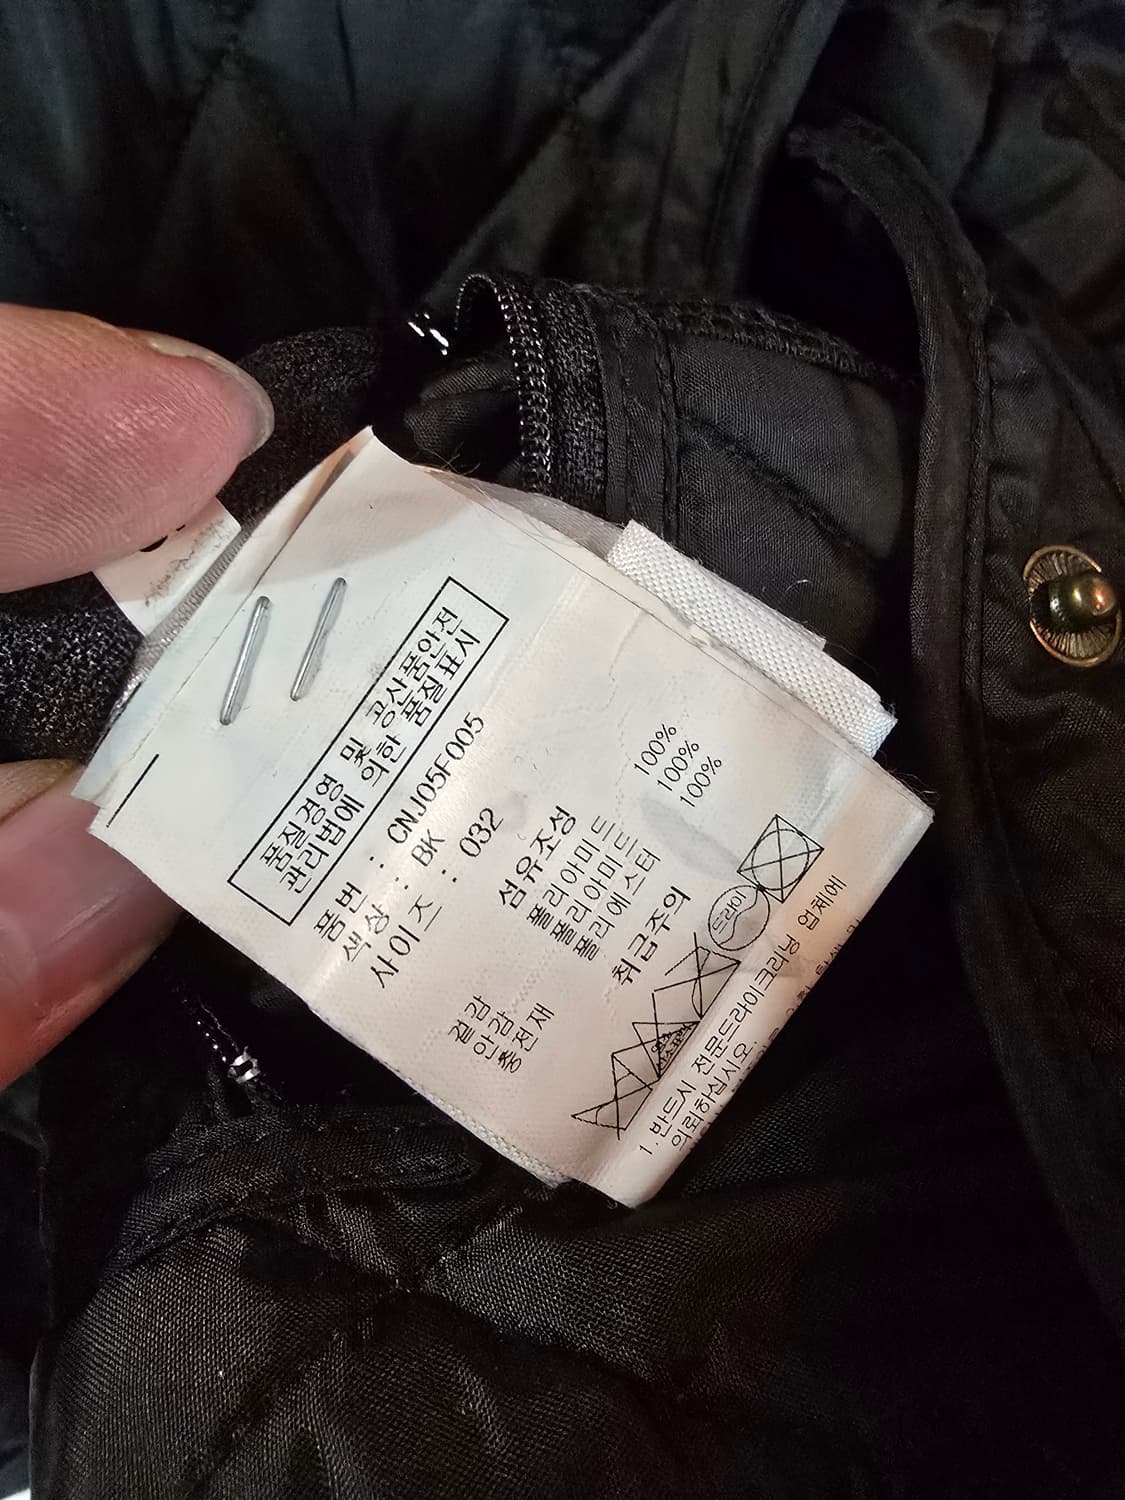 품질경영 및 공산품안전
관리법에 의한 품질표시
품번 : CNJ05F005
색상 : BK
사이즈 : 032
섬유조성
겉감 폴리아미드 100%
안감 폴리아미드 100%
충전재 폴리에스터 100%
취급주의
드라이
1. 반드시 전문드라이크리닝 업체에
의뢰하십시오.